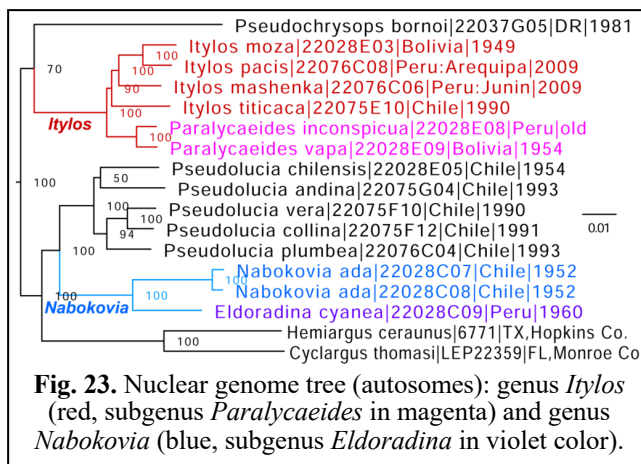 Pseudochrysops bornoi|22037G05|DR|1981
Itylos moza|22028E03|Bolivia|1949
100
70
Itylos pacis|22076C08|Peru:Arequipa|2009
100
Itylos mashenka|22076C06|Peru:Junin|2009
90
Itylos titicaca|22075E10|Chile|1990
100
Itylos
Paralycaeides inconspicua|22028E08|Peru|old
100
Paralycaeides vapa|22028E09|Bolivia|1954
Pseudolucia chilensis|22028E05|Chile|1954
50
100
Pseudolucia andina|22075G04|Chile|1993
Pseudolucia vera|22075F10|Chile|1990
100
100
Pseudolucia collina|22075F12|Chile|1991
0.01
94
100
Pseudolucia plumbea|22076C04|Chile|1993
Nabokovia ada|22028C07|Chile|1952
100
Nabokovia ada|22028C08|Chile|1952
100
100
Nabokovia
Eldoradina cyanea|22028C09|Peru|1960
Hemiargus ceraunus|6771|TX,Hopkins Co.
100
Cyclargus thomasi|LEP22359|FL,Monroe Co
Fig. 23. Nuclear genome tree (autosomes): genus Itylos
(red, subgenus Paralycaeides in magenta) and genus
Nabokovia (blue, subgenus Eldoradina in violet color).